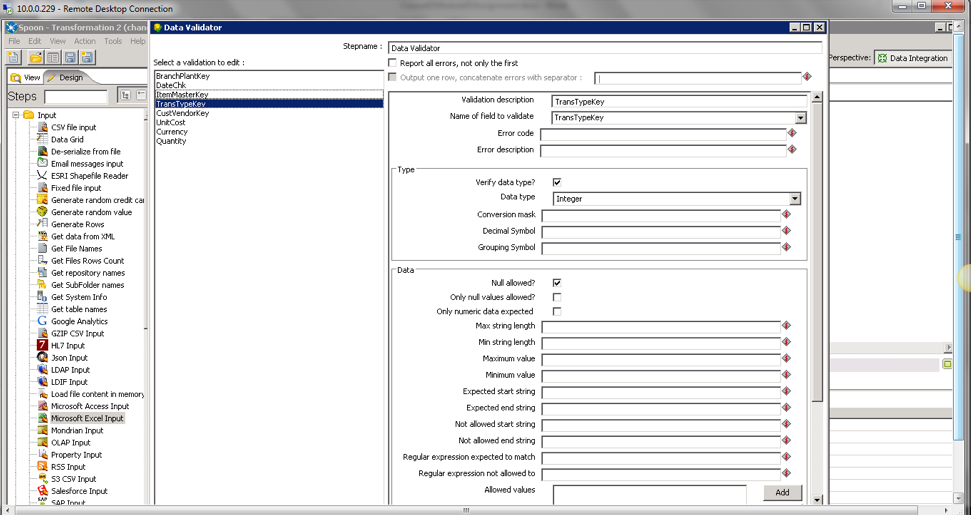 10.0.0.229 - Remote Desktop Connection
Spoon - Transformation 2 (chan
File Edit View Action Tools Help
View Design
Steps
Input
CSV file input
Data Grid
De-serialize from file
Email messages input
ESRI Shapefile Reader
Fixed file input
Generate random credit car
Generate random value
Generate Rows
Get data from XML
Get File Names
Get Files Rows Count
Get repository names
Get SubFolder names
Get System Info
Get table names
Google Analytics
GZIP CSV Input
HL7 Input
Json Input
LDAP Input
LDIF Input
Load file content in memory
Microsoft Access Input
Microsoft Excel Input
Mondrian Input
OLAP Input
Property Input
RSS Input
S3 CSV Input
Salesforce Input
SAP Input
Data Validator
Stepname : Data Validator
Select a validation to edit :
BranchPlantKey
DateChk
ItemMasterKey
TransTypeKey
CustVendorKey
UnitCost
Currency
Quantity
Report all errors, not only the first
Output one row, concatenate errors with separator :
Validation description TransTypeKey
Name of field to validate TransTypeKey
Error code
Error description
Type
Verify data type?
Data type Integer
Conversion mask
Decimal Symbol
Grouping Symbol
Data
Null allowed?
Only null values allowed?
Only numeric data expected
Max string length
Min string length
Maximum value
Minimum value
Expected start string
Expected end string
Not allowed start string
Not allowed end string
Regular expression expected to match
Regular expression not allowed to
Allowed values Add
Perspective: Data Integration